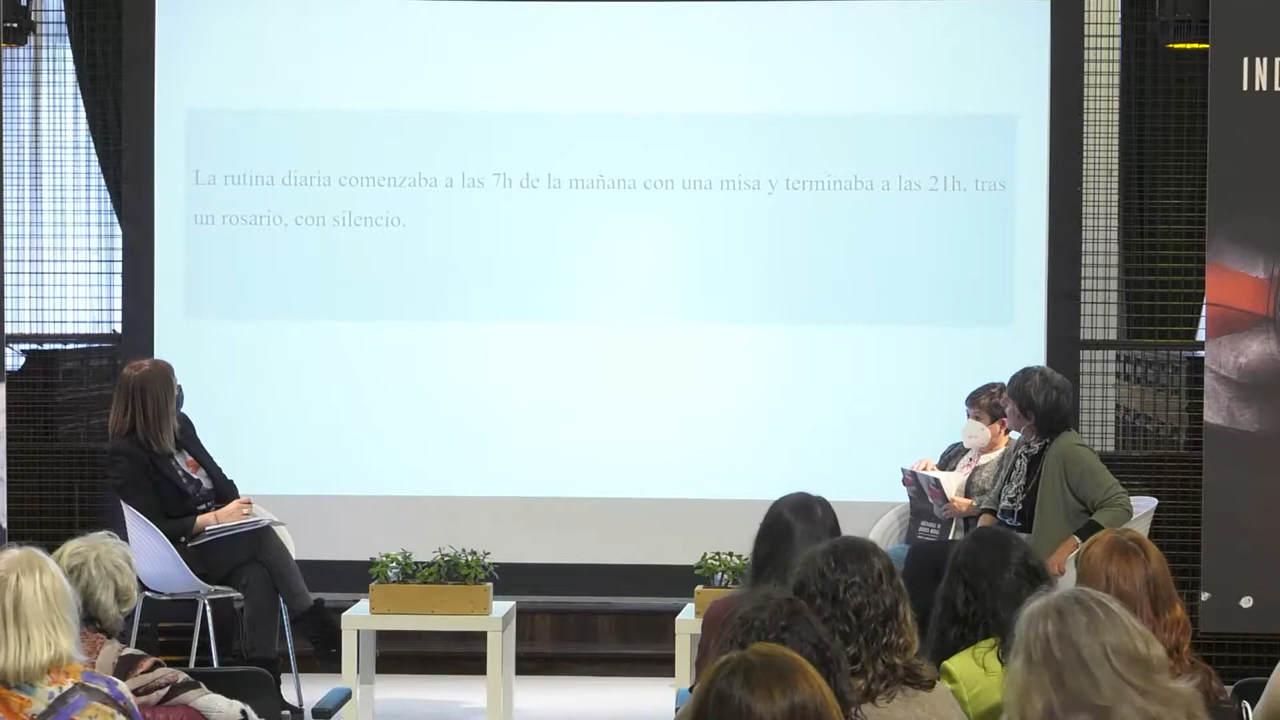 La rutina diaria comenzaba a las 7h de la mañana con una misa y terminaba a las 21h. tras
un rosario, con silencio.
IND